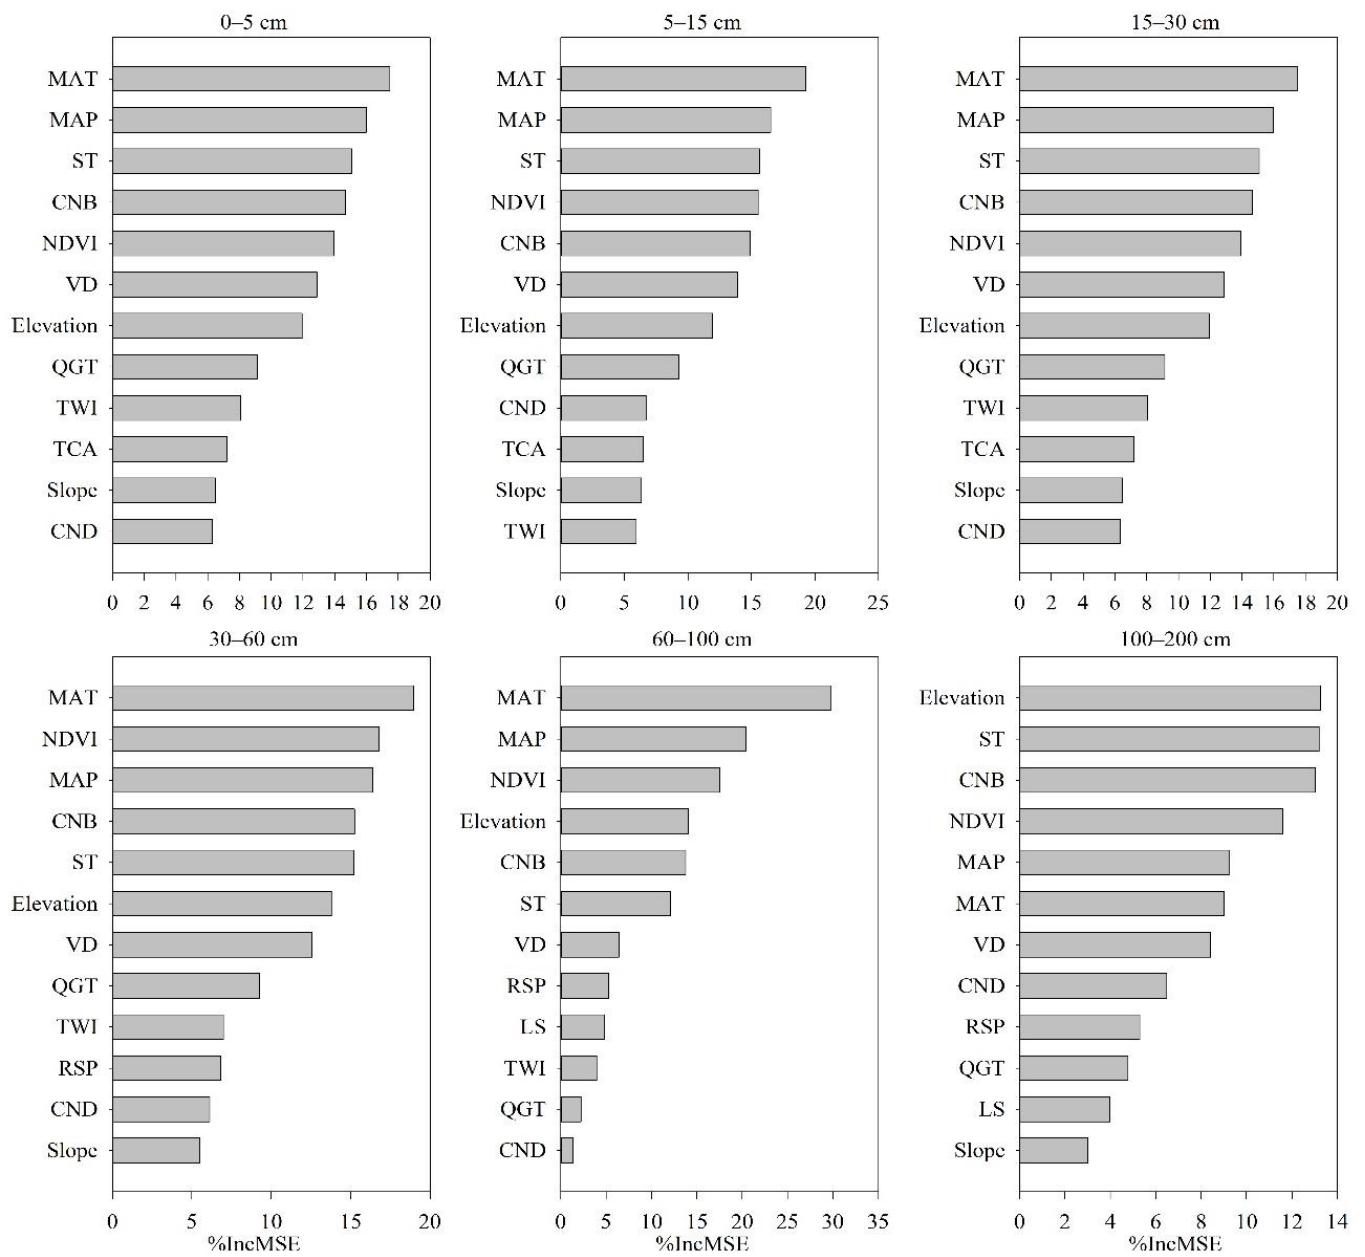 0–5 cm
MAT
MAP
ST
CNB
NDVI
VD
Elevation
QGT
TWI
TCA
Slope
CND
0 2 4 6 8 10 12 14 16 18 20
5–15 cm
MAT
MAP
ST
NDVI
CNB
VD
Elevation
QGT
CND
TCA
Slope
TWI
0 5 10 15 20 25
15–30 cm
MAT
MAP
ST
CNB
NDVI
VD
Elevation
QGT
TWI
TCA
Slope
CND
0 2 4 6 8 10 12 14 16 18 20
30–60 cm
MAT
NDVI
MAP
CNB
ST
Elevation
VD
QGT
TWI
RSP
CND
Slope
0 5 10 15 20
%IncMSE
60–100 cm
MAT
MAP
NDVI
Elevation
CNB
ST
VD
RSP
LS
TWI
QGT
CND
0 5 10 15 20 25 30 35
%IncMSE
100–200 cm
Elevation
ST
CNB
NDVI
MAP
MAT
VD
CND
RSP
QGT
LS
Slope
0 2 4 6 8 10 12 14
%IncMSE